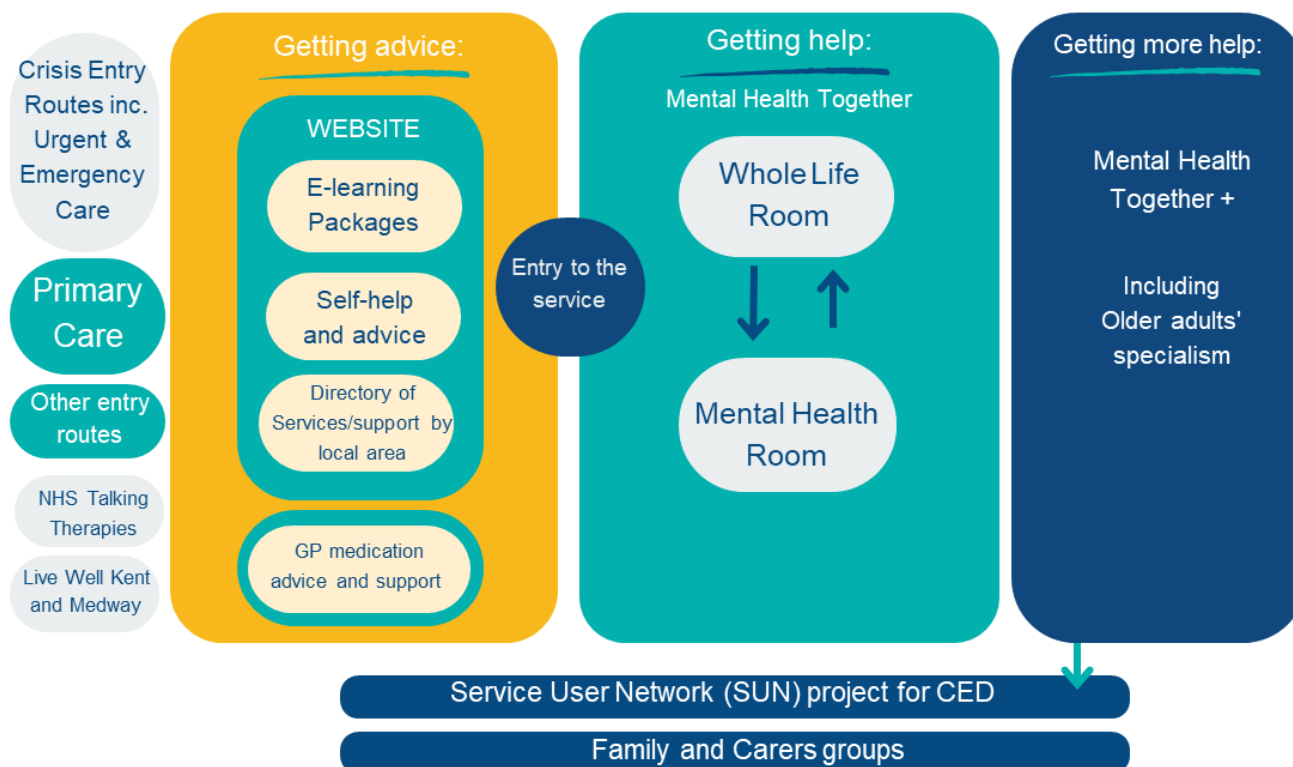 Crisis Entry
Routes inc.
Urgent &
Emergency
Care
Primary
Care
Other entry
routes
NHS Talking
Therapies
Live Well Kent
and Medway
Getting advice:
WEBSITE
E-learning
Packages
Self-help
and advice
Directory of
Services/support by
local area
GP medication
advice and support
Entry to the
service
Getting help:
Mental Health Together
Whole Life
Room
Mental Health
Room
Getting more help:
Mental Health
Together +
Including
Older adults'
specialism
Service User Network (SUN) project for CED
Family and Carers groups